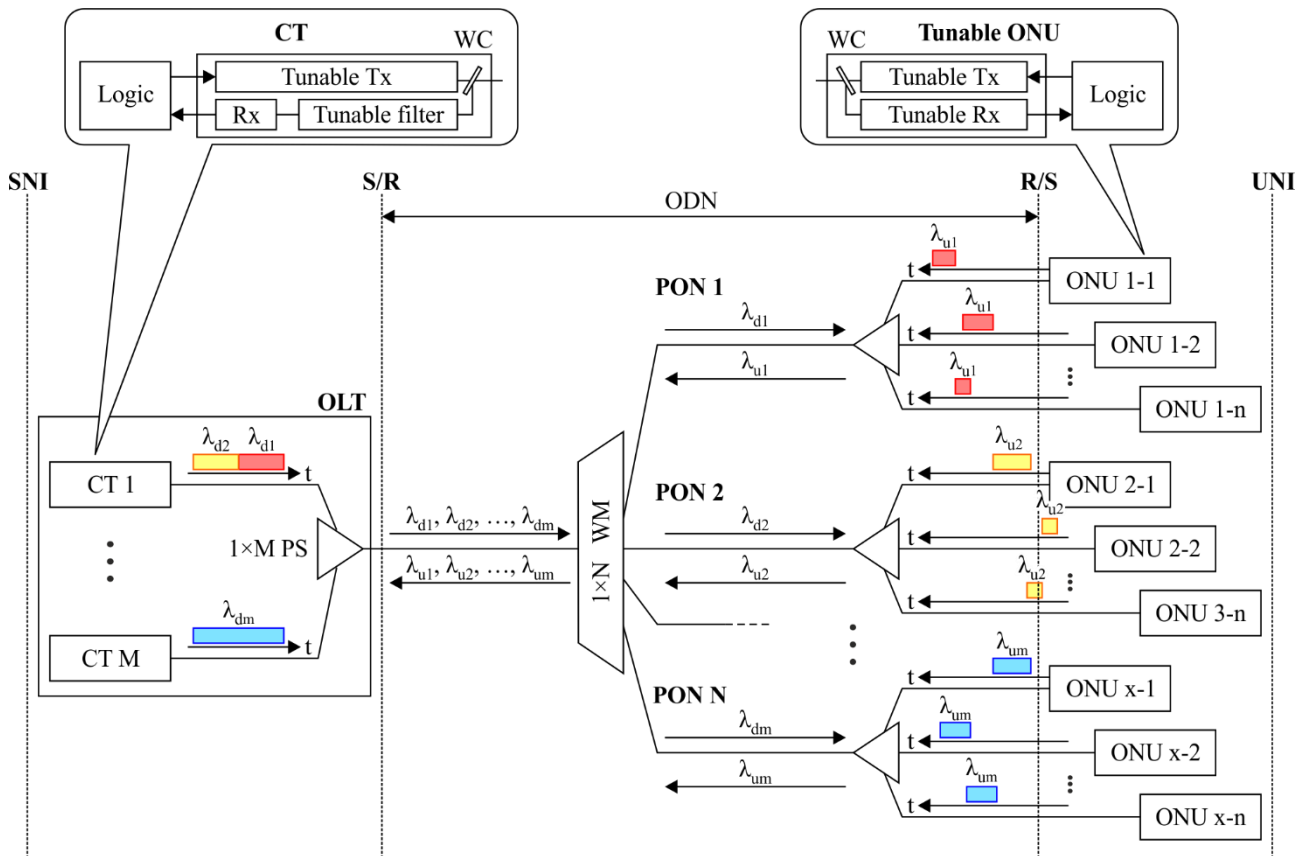 CT
WC
Logic
Tunable Tx
Rx
Tunable filter
Tunable ONU
WC
Tunable Tx
Tunable Rx
Logic
SNI
S/R
R/S
UNI
ODN
PON 1
λd1
λu1
λu1
t
ONU 1-1
λu1
t
ONU 1-2
λu1
t
ONU 1-n
OLT
CT 1
λd2 λd1
t
1×M PS
λdm
t
CT M
λd1, λd2, …, λdm
λu1, λu2, …, λum
1×N WM
PON 2
λd2
λu2
λu2
t
ONU 2-1
λu2
t
ONU 2-2
λu2
t
ONU 3-n
PON N
λdm
λum
λum
t
ONU x-1
λum
t
ONU x-2
λum
t
ONU x-n